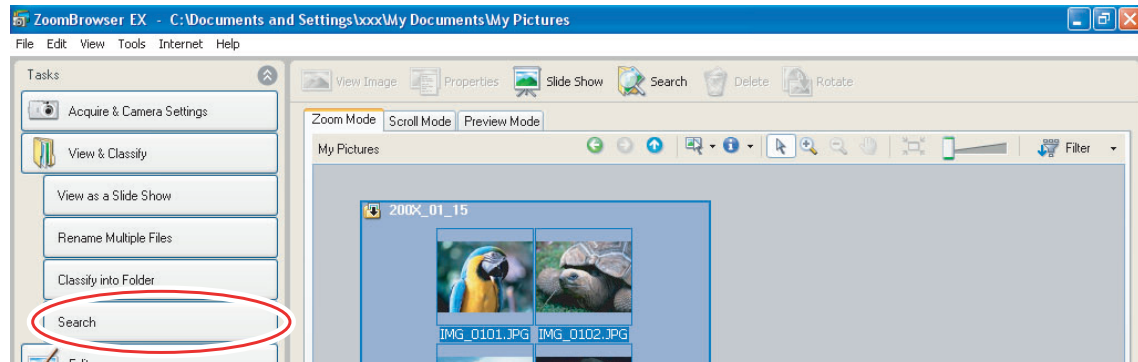 ZoomBrowser EX - C:\Documents and Settings\xxx\My Documents\My Pictures
File Edit View Tools Internet Help
Tasks
View Image Properties Slide Show Search Delete Rotate
Acquire & Camera Settings
Zoom Mode Scroll Mode Preview Mode
View & Classify
My Pictures
Filter
View as a Slide Show
200X_01_15
Rename Multiple Files
Classify into Folder
Search
IMG_0101.JPG IMG_0102.JPG